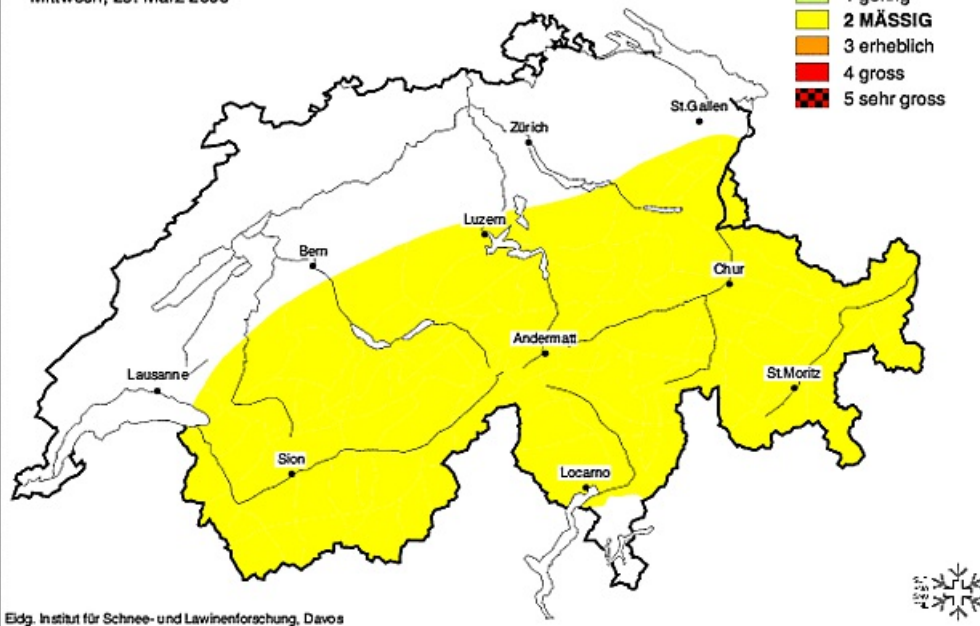 2 MÄSSIG
3 erheblich
4 gross
5 sehr gross
St.Gallen
Zürich
Luzern
Bern
Chur
Andermatt
Lausanne
St.Moritz
Sion
Locarno
Eidg. Institut für Schnee- und Lawinenforschung, Davos